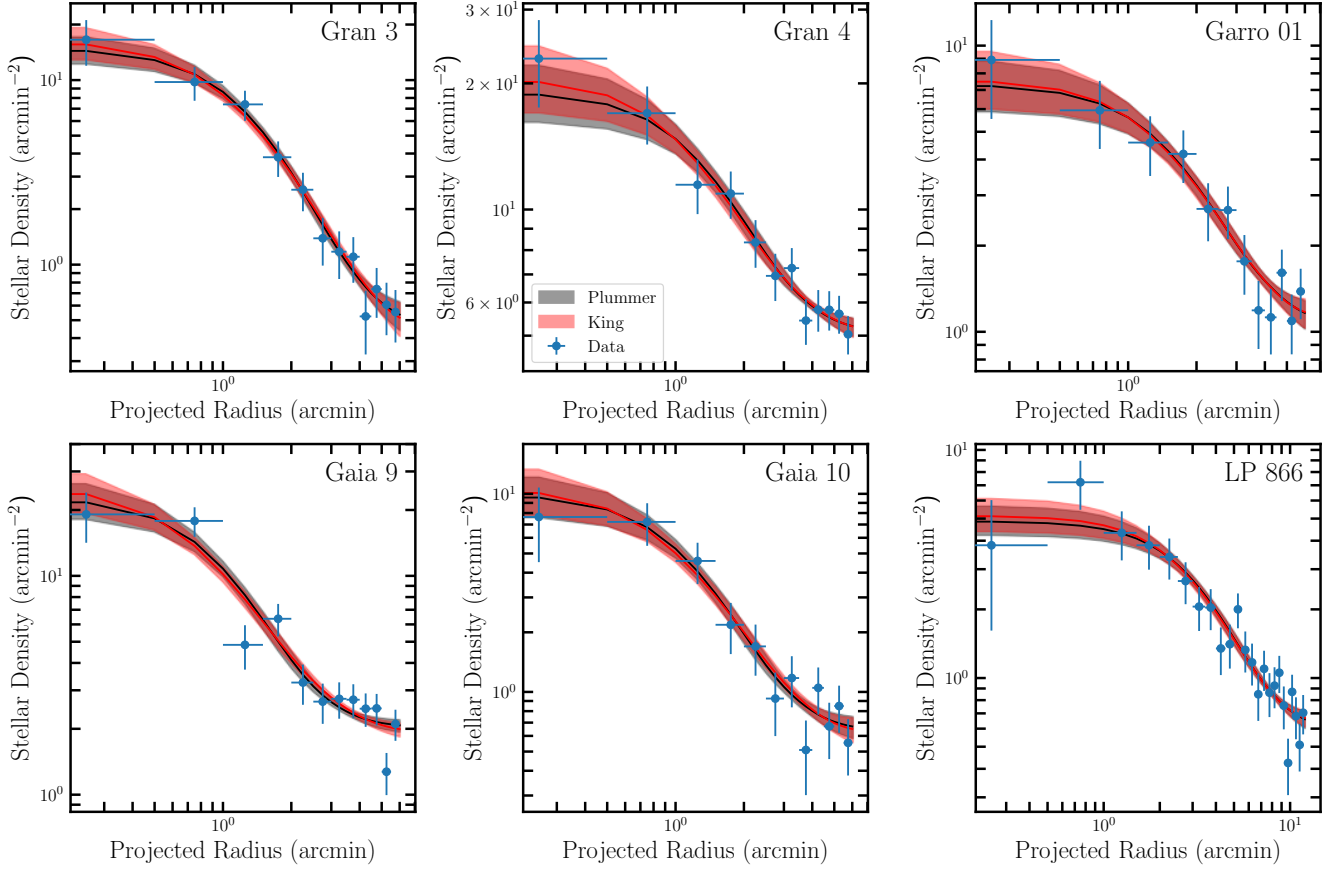 Gran 3
Stellar Density (arcmin⁻²)
10¹
10⁰
10⁰
Projected Radius (arcmin)
Gran 4
Stellar Density (arcmin⁻²)
3 × 10¹
2 × 10¹
10¹
6 × 10⁰
Plummer
King
Data
10⁰
Projected Radius (arcmin)
Garro 01
Stellar Density (arcmin⁻²)
10¹
10⁰
10⁰
Projected Radius (arcmin)
Gaia 9
Stellar Density (arcmin⁻²)
10¹
10⁰
10⁰
Projected Radius (arcmin)
Gaia 10
Stellar Density (arcmin⁻²)
10¹
10⁰
10⁰
Projected Radius (arcmin)
LP 866
Stellar Density (arcmin⁻²)
10¹
10⁰
10⁰
10¹
Projected Radius (arcmin)